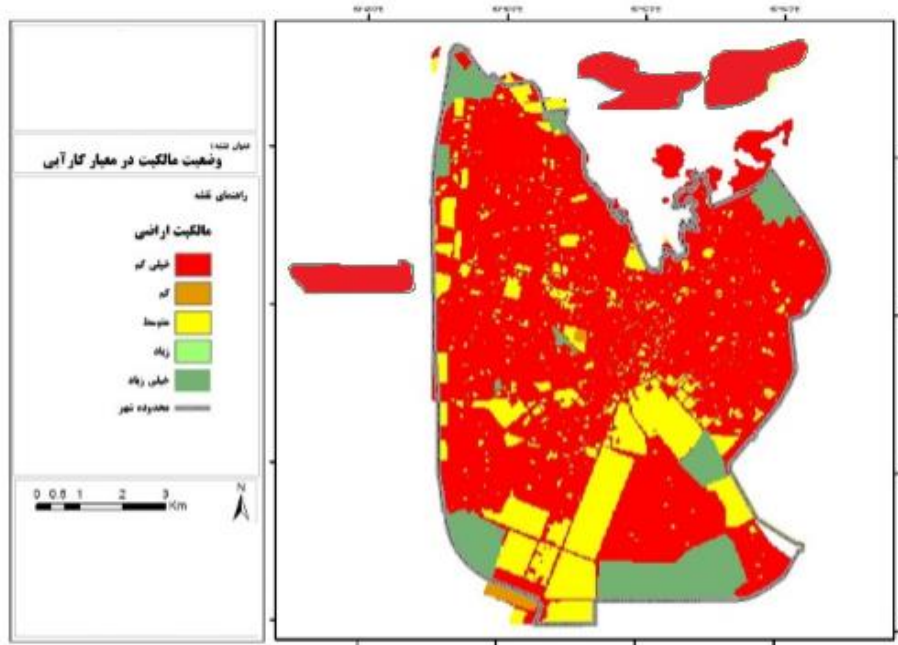 عنوان نقشه:
وضعیت مالکیت در معیار کارآیی
راهنمای نقشه
مالکیت اراضی
خیلی کم
کم
متوسط
زیاد
خیلی زیاد
محدوده شهر
0 0.5 1 2 3
Km
N